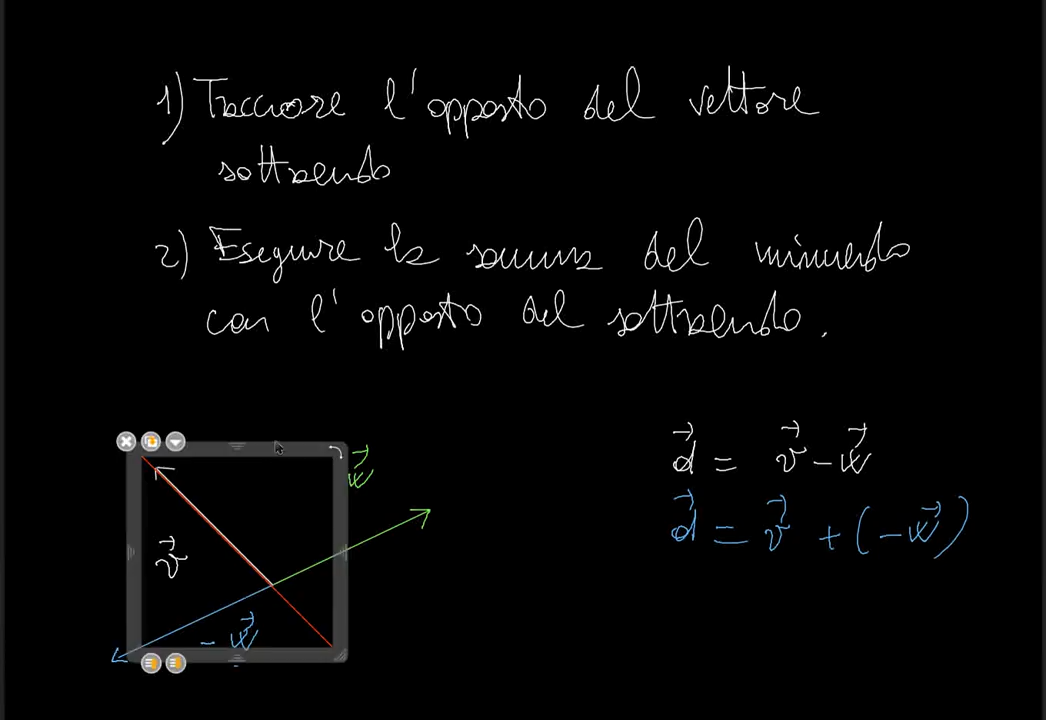 1) Tracciare l'opposto del vettore
sottraendo
2) Eseguire la somma del minuendo
con l'opposto del sottraendo.
w⃗
d⃗ = v⃗ - w⃗
d⃗ = v⃗ + (-w⃗)
v⃗
- w⃗